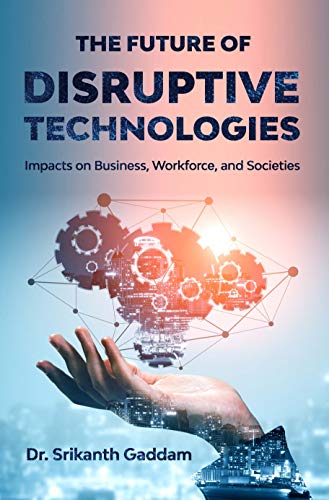 THE FUTURE OF
DISRUPTIVE
TECHNOLOGIES
Impacts on Business, Workforce, and Societies
Dr. Srikanth Gaddam